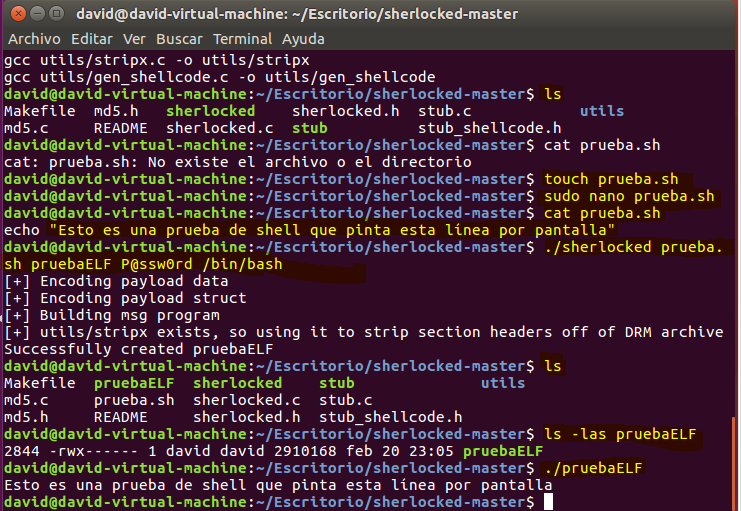 david@david-virtual-machine: ~/Escritorio/sherlocked-master
Archivo Editar Ver Buscar Terminal Ayuda
gcc utils/stripx.c -o utils/stripx
gcc utils/gen_shellcode.c -o utils/gen_shellcode
david@david-virtual-machine:~/Escritorio/sherlocked-master$ ls
Makefile md5.h sherlocked sherlocked.h stub.c utils
md5.c README sherlocked.c stub stub_shellcode.h
david@david-virtual-machine:~/Escritorio/sherlocked-master$ cat prueba.sh
cat: prueba.sh: No existe el archivo o el directorio
david@david-virtual-machine:~/Escritorio/sherlocked-master$ touch prueba.sh
david@david-virtual-machine:~/Escritorio/sherlocked-master$ sudo nano prueba.sh
david@david-virtual-machine:~/Escritorio/sherlocked-master$ cat prueba.sh
echo "Esto es una prueba de shell que pinta esta línea por pantalla"
david@david-virtual-machine:~/Escritorio/sherlocked-master$ ./sherlocked prueba.
sh pruebaELF P@ssw0rd /bin/bash
[+] Encoding payload data
[+] Encoding payload struct
[+] Building msg program
[+] utils/stripx exists, so using it to strip section headers off of DRM archive
Successfully created pruebaELF
david@david-virtual-machine:~/Escritorio/sherlocked-master$ ls
Makefile pruebaELF sherlocked stub utils
md5.c prueba.sh sherlocked.c stub.c
md5.h README sherlocked.h stub_shellcode.h
david@david-virtual-machine:~/Escritorio/sherlocked-master$ ls -las pruebaELF
2844 -rwx------ 1 david david 2910168 feb 20 23:05 pruebaELF
david@david-virtual-machine:~/Escritorio/sherlocked-master$ ./pruebaELF
Esto es una prueba de shell que pinta esta línea por pantalla
david@david-virtual-machine:~/Escritorio/sherlocked-master$